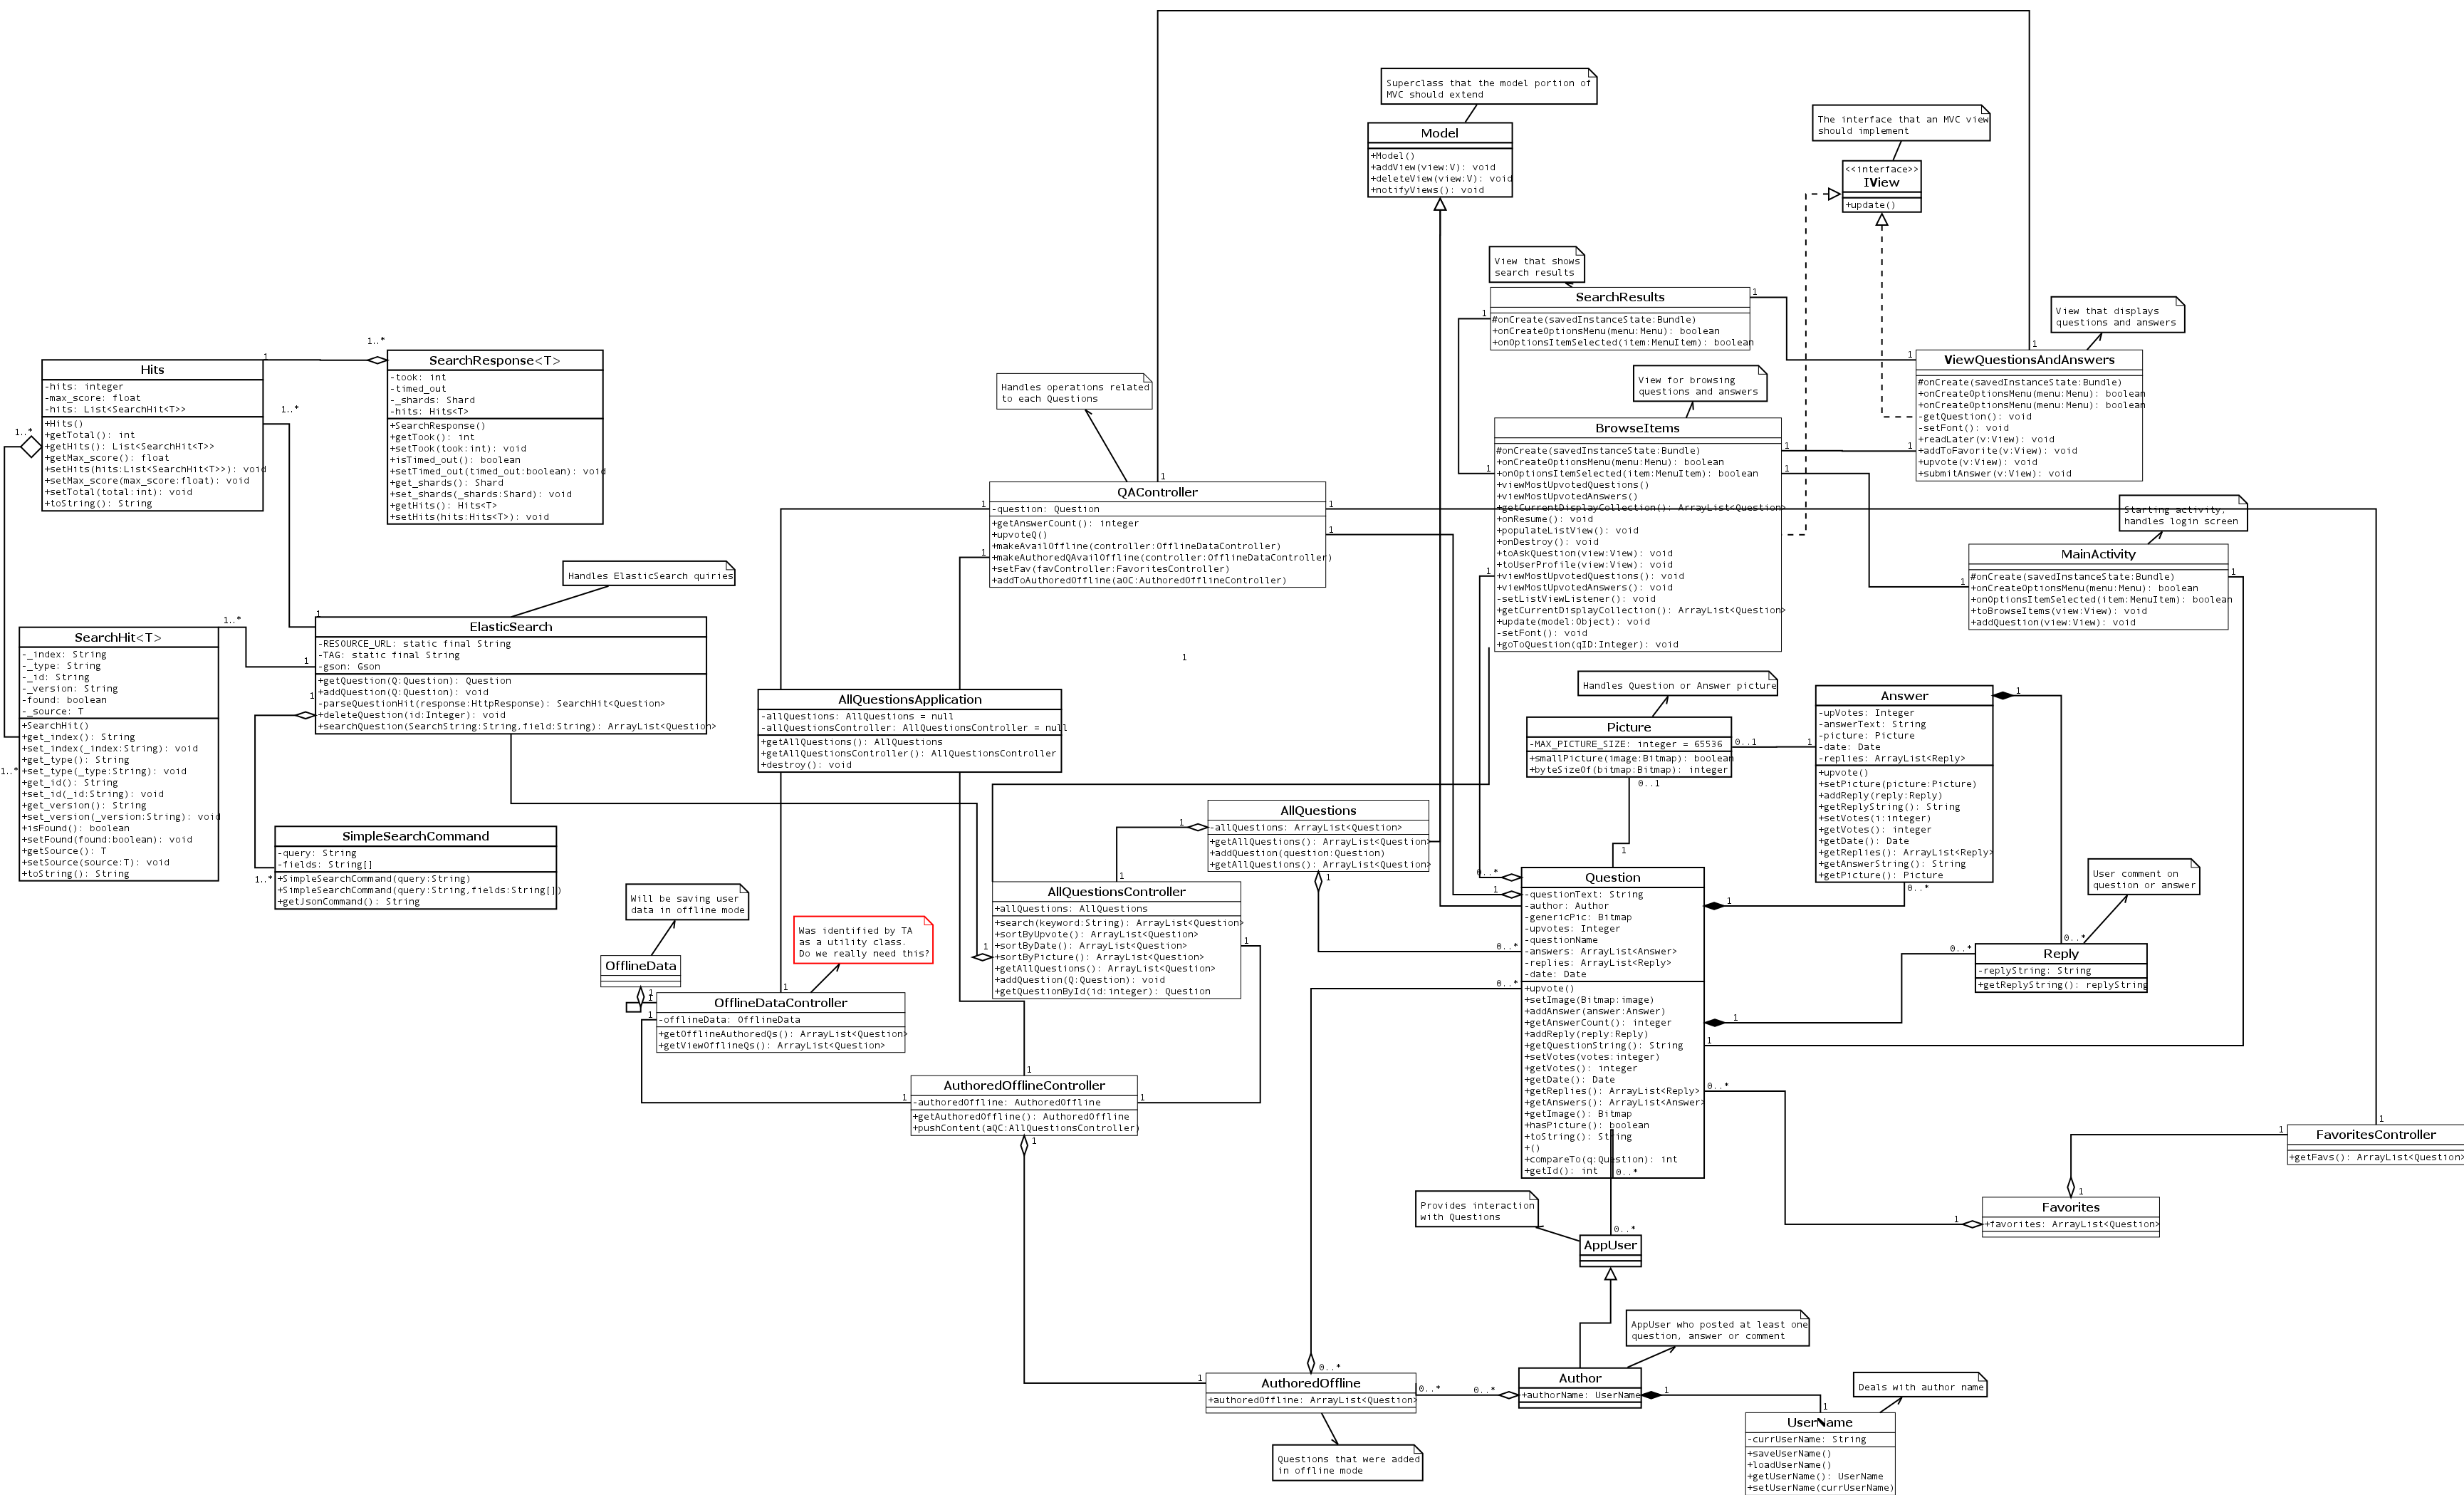 Superclass that the model portion of
MVC should extend
Model
+Model()
+addView(view:V): void
+deleteView(view:V): void
+notifyViews(): void
The interface that an MVC view
should implement
<<interface>>
IView
+update()
View that shows
search results
SearchResults
#onCreate(savedInstanceState:Bundle)
+onCreateOptionsMenu(menu:Menu): boolean
+onOptionsItemSelected(item:MenuItem): boolean
1
1
View that displays
questions and answers
ViewQuestionsAndAnswers
#onCreate(savedInstanceState:Bundle)
+onCreateOptionsMenu(menu:Menu): boolean
+onCreateOptionsMenu(menu:Menu): boolean
-getQuestion(): void
-setFont(): void
+readLater(v:View): void
+addToFavorite(v:View): void
+upvote(v:View): void
+submitAnswer(v:View): void
1
1
1
Hits
-hits: integer
-max_score: float
-hits: List<SearchHit<T>>
+Hits()
+getTotal(): int
+getHits(): List<SearchHit<T>>
+getMax_score(): float
+setHits(hits:List<SearchHit<T>>): void
+setMax_score(max_score:float): void
+setTotal(total:int): void
+toString(): String
1
1..*
1..*
1..*
SearchResponse<T>
-took: int
-timed_out
-_shards: Shard
-hits: Hits<T>
+SearchResponse()
+getTook(): int
+setTook(took:int): void
+isTimed_out(): boolean
+setTimed_out(timed_out:boolean): void
+get_shards(): Shard
+set_shards(_shards:Shard): void
+getHits(): Hits<T>
+setHits(hits:Hits<T>): void
Handles operations related
to each Questions
QAController
-question: Question
+getAnswerCount(): integer
+upvoteQ()
+makeAvailOffline(controller:OfflineDataController)
+makeAuthoredQAvailOffline(controller:OfflineDataController)
+setFav(favController:FavoritesController)
+addToAuthoredOffline(aOC:AuthoredOfflineController)
1
1
1
1
1
1
View for browsing
questions and answers
BrowseItems
#onCreate(savedInstanceState:Bundle)
+onCreateOptionsMenu(menu:Menu): boolean
+onOptionsItemSelected(item:MenuItem): boolean
+viewMostUpvotedQuestions()
+viewMostUpvotedAnswers()
+getCurrentDisplayCollection(): ArrayList<Question>
+onResume(): void
+populateListView(): void
+onDestroy(): void
+toAskQuestion(view:View): void
+toUserProfile(view:View): void
+viewMostUpvotedQuestions(): void
+viewMostUpvotedAnswers(): void
-setListViewListener(): void
+getCurrentDisplayCollection(): ArrayList<Question>
+update(model:Object): void
-setFont(): void
+goToQuestion(qID:Integer): void
1
1
1
1
Starting activity,
handles login screen
MainActivity
#onCreate(savedInstanceState:Bundle)
+onCreateOptionsMenu(menu:Menu): boolean
+onOptionsItemSelected(item:MenuItem): boolean
+toBrowseItems(view:View): void
+addQuestion(view:View): void
1
1
Handles ElasticSearch quiries
ElasticSearch
-RESOURCE_URL: static final String
-TAG: static final String
-gson: Gson
+getQuestion(Q:Question): Question
+addQuestion(Q:Question): void
-parseQuestionHit(response:HttpResponse): SearchHit<Question>
+deleteQuestion(id:Integer): void
+searchQuestion(SearchString:String,field:String): ArrayList<Question>
1
1
1
SearchHit<T>
-_index: String
-_type: String
-_id: String
-_version: String
-found: boolean
-_source: T
+SearchHit()
+get_index(): String
+set_index(_index:String): void
+get_type(): String
+set_type(_type:String): void
+get_id(): String
+set_id(_id:String): void
+get_version(): String
+set_version(_version:String): void
+isFound(): boolean
+setFound(found:boolean): void
+getSource(): T
+setSource(source:T): void
+toString(): String
1..*
1..*
SimpleSearchCommand
-query: String
-fields: String[]
+SimpleSearchCommand(query:String)
+SimpleSearchCommand(query:String,fields:String[])
+getJsonCommand(): String
1..*
AllQuestionsApplication
-allQuestions: AllQuestions = null
-allQuestionsController: AllQuestionsController = null
+getAllQuestions(): AllQuestions
+getAllQuestionsController(): AllQuestionsController
+destroy(): void
Handles Question or Answer picture
Picture
-MAX_PICTURE_SIZE: integer = 65536
+smallPicture(image:Bitmap): boolean
+byteSizeOf(bitmap:Bitmap): integer
0..1
0..1
Answer
-upVotes: Integer
-answerText: String
-picture: Picture
-date: Date
-replies: ArrayList<Reply>
+upvote()
+setPicture(picture:Picture)
+addReply(reply:Reply)
+getReplyString(): String
+setVotes(i:integer)
+getVotes(): integer
+getDate(): Date
+getReplies(): ArrayList<Reply>
+getAnswerString(): String
+getPicture(): Picture
1
1
0..*
AllQuestions
-allQuestions: ArrayList<Question>
+getAllQuestions(): ArrayList<Question>
+addQuestion(question:Question)
+getAllQuestions(): ArrayList<Question>
1
1
AllQuestionsController
+allQuestions: AllQuestions
+search(keyword:String): ArrayList<Question>
+sortByUpvote(): ArrayList<Question>
+sortByDate(): ArrayList<Question>
+sortByPicture(): ArrayList<Question>
+getAllQuestions(): ArrayList<Question>
+addQuestion(Q:Question): void
+getQuestionById(id:integer): Question
1
1
1
Question
-questionText: String
-author: Author
-genericPic: Bitmap
-upvotes: Integer
-questionName
-answers: ArrayList<Answer>
-replies: ArrayList<Reply>
-date: Date
+upvote()
+setImage(Bitmap:image)
+addAnswer(answer:Answer)
+getAnswerCount(): integer
+addReply(reply:Reply)
+getQuestionString(): String
+setVotes(votes:integer)
+getVotes(): integer
+getDate(): Date
+getReplies(): ArrayList<Reply>
+getAnswers(): ArrayList<Answer>
+getImage(): Bitmap
+hasPicture(): boolean
+toString(): String
+()
+compareTo(q:Question): int
+getId(): int
1
0..*
1
0..*
0..*
1
1
1
0..*
0..*
User comment on
question or answer
Reply
-replyString: String
+getReplyString(): replyString
0..*
0..*
Will be saving user
data in offline mode
OfflineData
1
Was identified by TA
as a utility class.
Do we really need this?
OfflineDataController
-offlineData: OfflineData
+getOfflineAuthoredQs(): ArrayList<Question>
+getViewOfflineQs(): ArrayList<Question>
1
1
1
AuthoredOfflineController
-authoredOffline: AuthoredOffline
+getAuthoredOffline(): AuthoredOffline
+pushContent(aQC:AllQuestionsController)
1
1
1
1
FavoritesController
+getFavs(): ArrayList<Question>
1
1
Favorites
+favorites: ArrayList<Question>
1
1
Provides interaction
with Questions
AppUser
0..*
AppUser who posted at least one
question, answer or comment
Author
+authorName: UserName
0..*
1
AuthoredOffline
+authoredOffline: ArrayList<Question>
1
0..*
0..*
Questions that were added
in offline mode
Deals with author name
UserName
-currUserName: String
+saveUserName()
+loadUserName()
+getUserName(): UserName
+setUserName(currUserName)
1